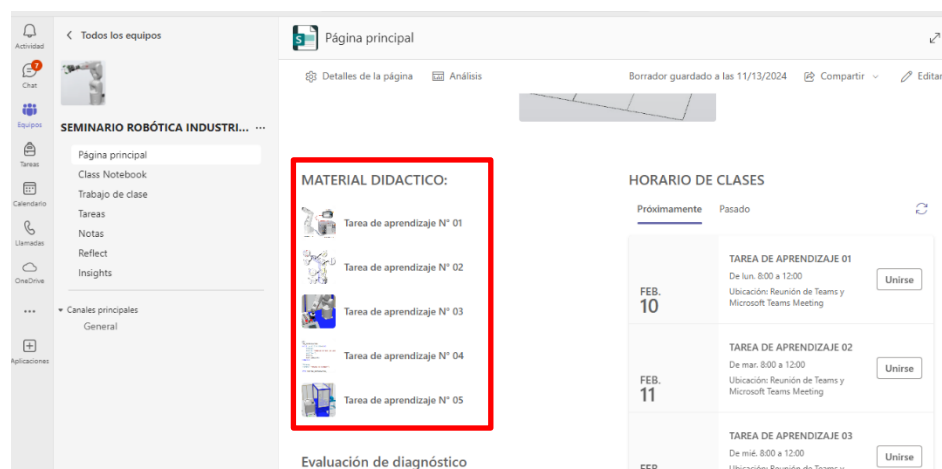 Actividad
Chat
7
Equipos
Tareas
Calendario
Llamadas
OneDrive
Aplicaciones
Todos los equipos
SEMINARIO ROBÓTICA INDUSTRI... ...
Página principal
Class Notebook
Trabajo de clase
Tareas
Notas
Reflect
Insights
Canales principales
General
Página principal
Detalles de la página
Análisis
Borrador guardado a las 11/13/2024
Compartir
Editar
MATERIAL DIDACTICO:
Tarea de aprendizaje N° 01
Tarea de aprendizaje N° 02
Tarea de aprendizaje N° 03
Tarea de aprendizaje N° 04
Tarea de aprendizaje N° 05
Evaluación de diagnóstico
HORARIO DE CLASES
Próximamente
Pasado
FEB.
10
TAREA DE APRENDIZAJE 01
De lun. 8:00 a 12:00
Ubicación: Reunión de Teams y
Microsoft Teams Meeting
Unirse
FEB.
11
TAREA DE APRENDIZAJE 02
De mar. 8:00 a 12:00
Ubicación: Reunión de Teams y
Microsoft Teams Meeting
Unirse
FEB.
TAREA DE APRENDIZAJE 03
De mié. 8:00 a 12:00
Ubicación: Reunión de Teams y
Unirse